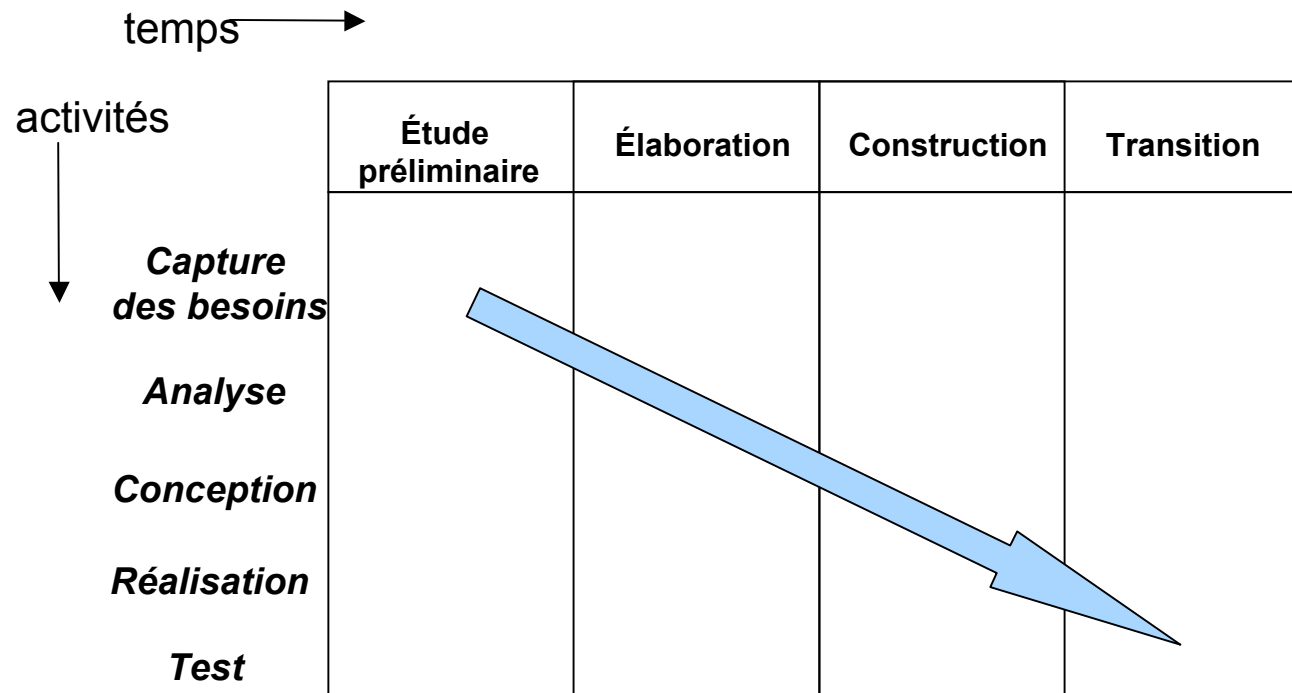 temps
activités
Étude
préliminaire
Élaboration
Construction
Transition
Capture
des besoins
Analyse
Conception
Réalisation
Test